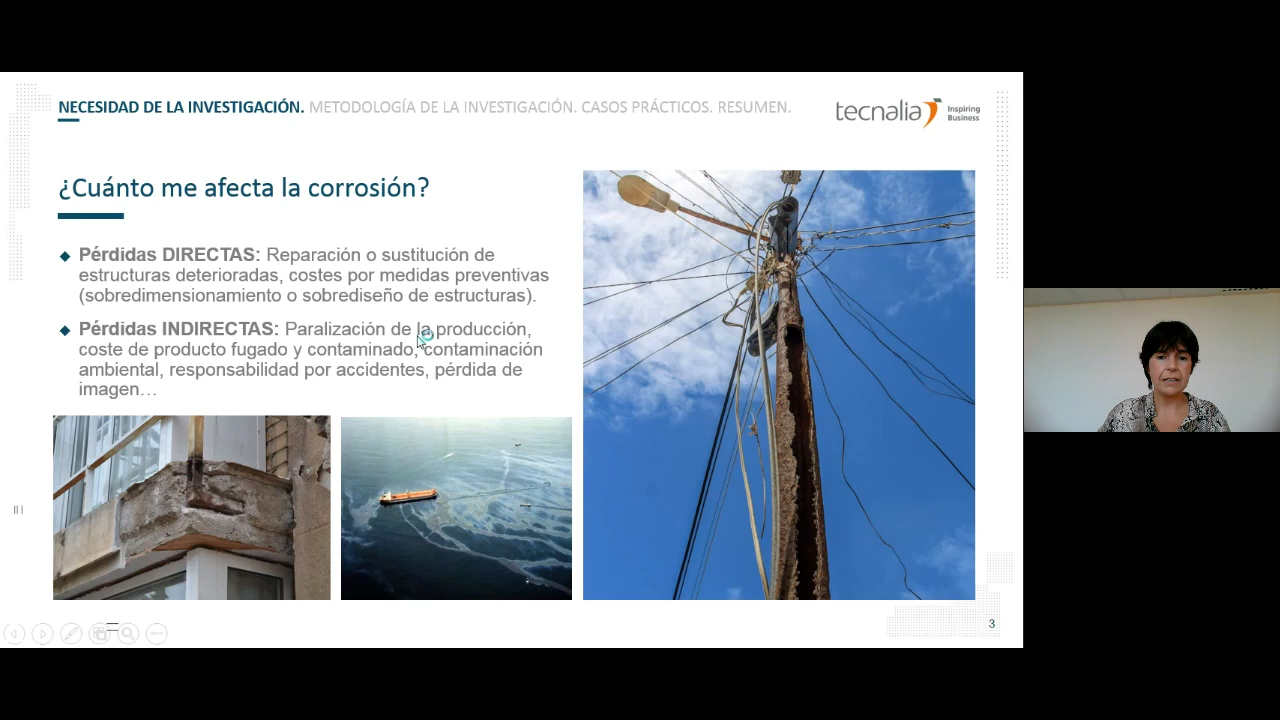 NECESIDAD DE LA INVESTIGACIÓN. METODOLOGÍA DE LA INVESTIGACIÓN. CASOS PRÁCTICOS. RESUMEN.
tecnalia Inspiring
Business
¿Cuánto me afecta la corrosión?
Pérdidas DIRECTAS: Reparación o sustitución de
estructuras deterioradas, costes por medidas preventivas
(sobredimensionamiento o sobrediseño de estructuras).
Pérdidas INDIRECTAS: Paralización de la producción,
coste de producto fugado y contaminado, contaminación
ambiental, responsabilidad por accidentes, pérdida de
imagen…
3